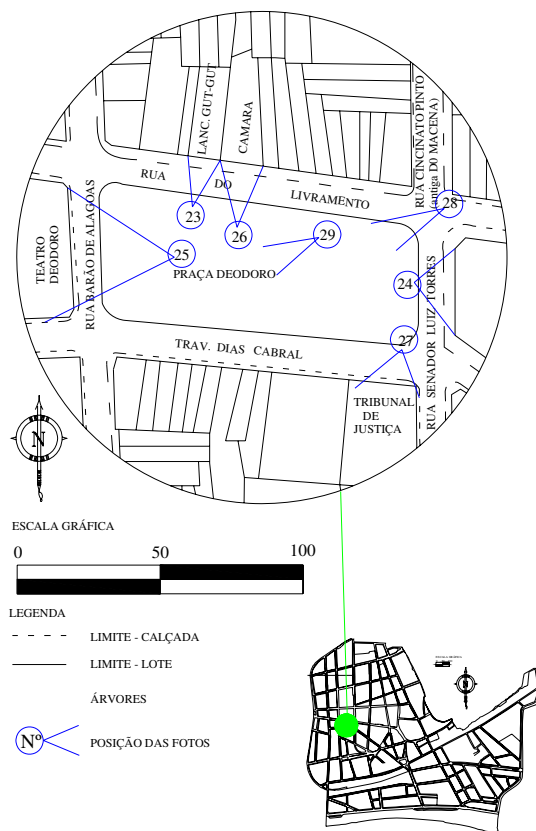 LANC. GUT-GUT
CAMARA
RUA CINCINATO PINTO
(antiga D0 MACENA)
RUA DO LIVRAMENTO
28
23
26
29
25
PRAÇA DEODORO
24
TEATRO
DEODORO
RUA BARÃO DE ALAGOAS
RUA SENADOR LUIZ TORRES
27
TRAV. DIAS CABRAL
TRIBUNAL
DE
JUSTIÇA
N
ESCALA GRÁFICA
0 50 100
LEGENDA
LIMITE - CALÇADA
LIMITE - LOTE
ÁRVORES
Nº POSIÇÃO DAS FOTOS
N